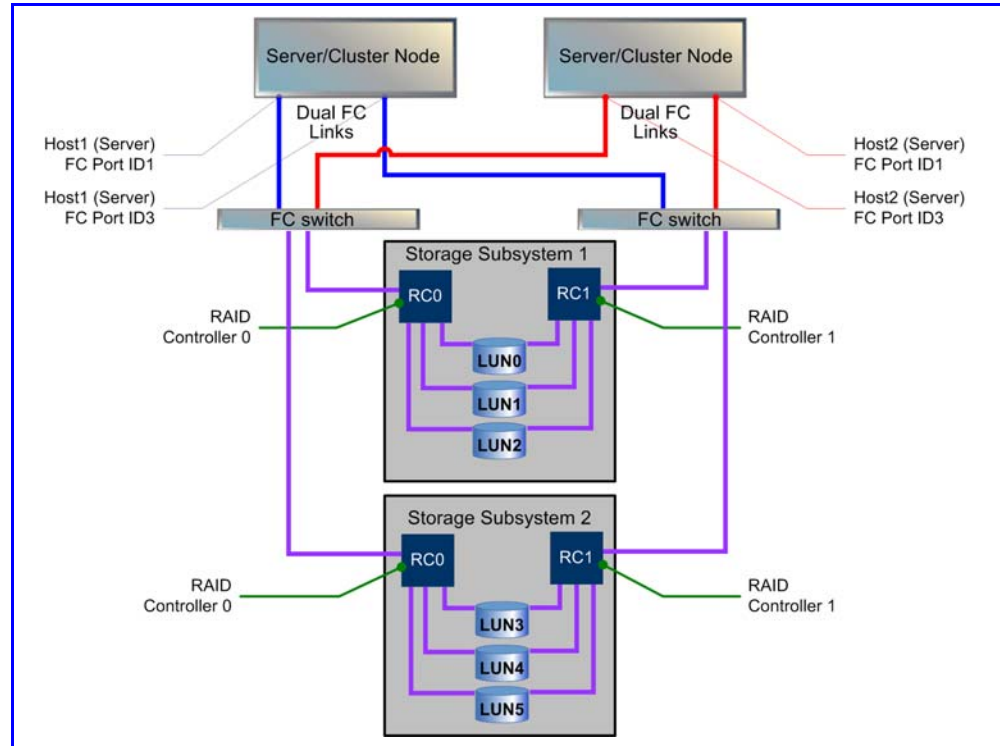 Server/Cluster Node
Server/Cluster Node
Dual FC
Links
Dual FC
Links
Host1 (Server)
FC Port ID1
Host2 (Server)
FC Port ID1
Host1 (Server)
FC Port ID3
Host2 (Server)
FC Port ID3
FC switch
FC switch
Storage Subsystem 1
RC0
RC1
RAID
Controller 0
RAID
Controller 1
LUN0
LUN1
LUN2
Storage Subsystem 2
RC0
RC1
RAID
Controller 0
RAID
Controller 1
LUN3
LUN4
LUN5